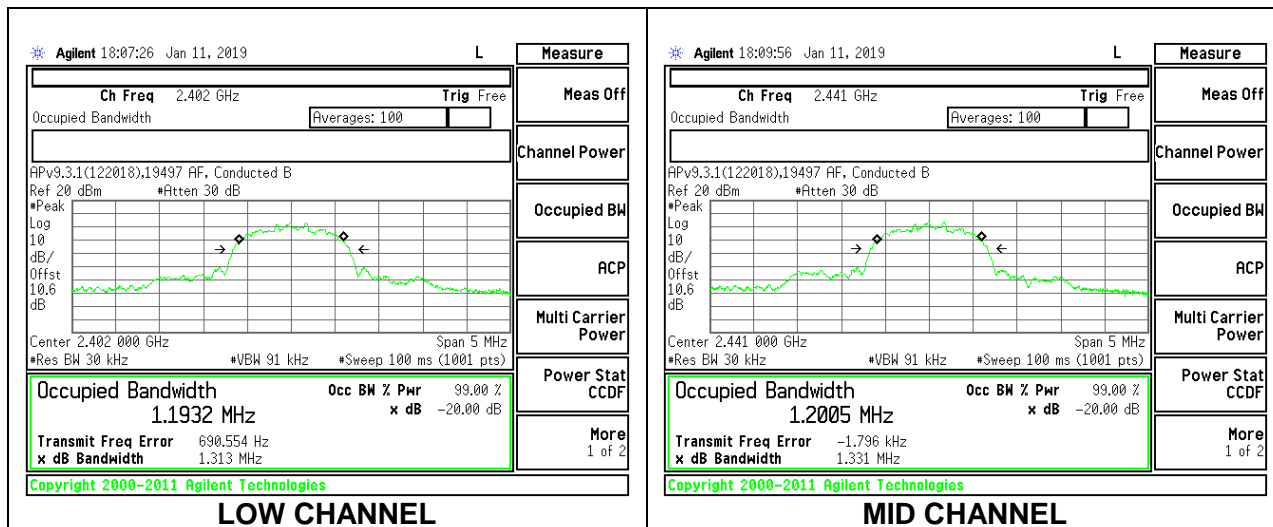 Agilent 18:07:26 Jan 11, 2019 L
Measure
Ch Freq 2.402 GHz Trig Free
Meas Off
Occupied Bandwidth Averages: 100
Channel Power
APv9.3.1(122018),19497 AF, Conducted B
Ref 20 dBm #Atten 30 dB
#Peak
Log
10
dB/
Offst
10.6
dB
Occupied BW
ACP
Multi Carrier
Power
Center 2.402 000 GHz Span 5 MHz
#Res BW 30 kHz #VBW 91 kHz #Sweep 100 ms (1001 pts)
Power Stat
CCDF
Occupied Bandwidth Occ BW % Pwr 99.00 %
1.1932 MHz x dB -20.00 dB
Transmit Freq Error 690.554 Hz
x dB Bandwidth 1.313 MHz
More
1 of 2
Copyright 2000-2011 Agilent Technologies
LOW CHANNEL
Agilent 18:09:56 Jan 11, 2019 L
Measure
Ch Freq 2.441 GHz Trig Free
Meas Off
Occupied Bandwidth Averages: 100
Channel Power
APv9.3.1(122018),19497 AF, Conducted B
Ref 20 dBm #Atten 30 dB
#Peak
Log
10
dB/
Offst
10.6
dB
Occupied BW
ACP
Multi Carrier
Power
Center 2.441 000 GHz Span 5 MHz
#Res BW 30 kHz #VBW 91 kHz #Sweep 100 ms (1001 pts)
Power Stat
CCDF
Occupied Bandwidth Occ BW % Pwr 99.00 %
1.2005 MHz x dB -20.00 dB
Transmit Freq Error -1.796 kHz
x dB Bandwidth 1.331 MHz
More
1 of 2
Copyright 2000-2011 Agilent Technologies
MID CHANNEL